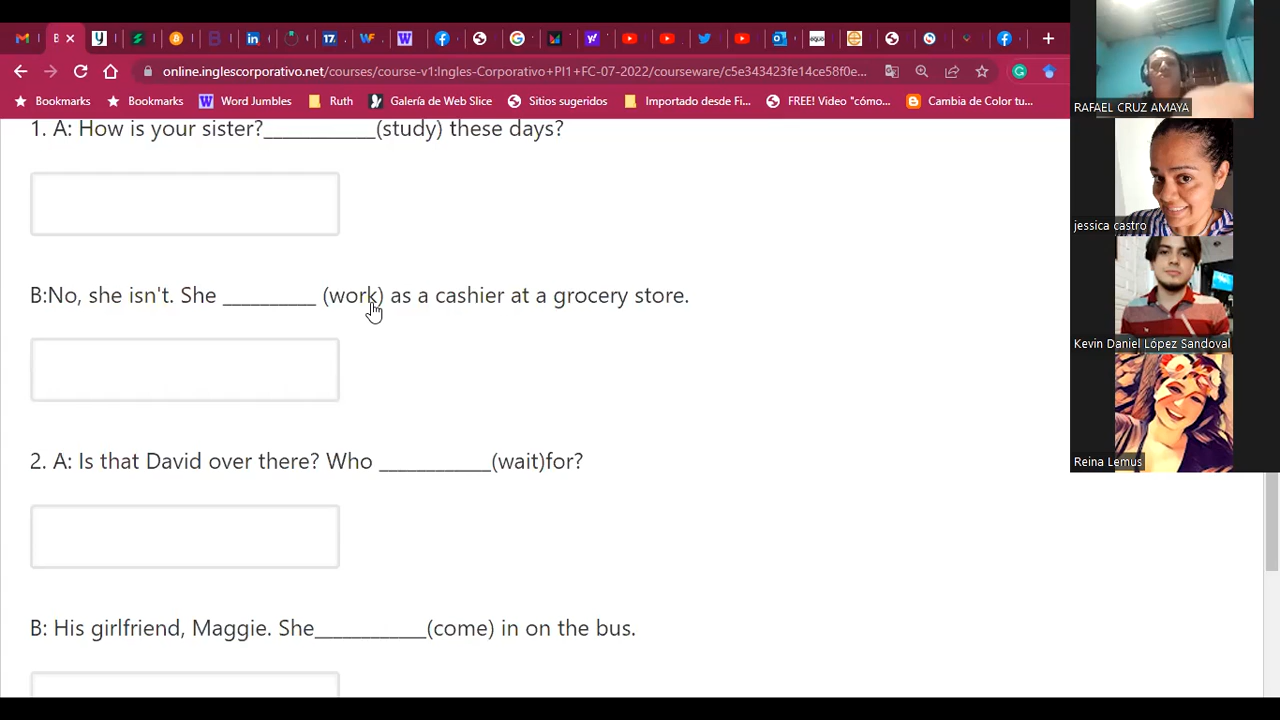 online.inglescorporativo.net/courses/course-v1:Ingles-Corporativo+PI1+FC-07-2022/courseware/c5e343423fe14ce58f0e...
Bookmarks Bookmarks Word Jumbles Ruth Galería de Web Slice Sitios sugeridos Importado desde Fi... FREE! Video "cómo... Cambia de Color tu...
1. A: How is your sister?___________(study) these days?
B:No, she isn't. She _________ (work) as a cashier at a grocery store.
2. A: Is that David over there? Who ___________(wait)for?
B: His girlfriend, Maggie. She___________(come) in on the bus.
RAFAEL CRUZ AMAYA
jessica castro
Kevin Daniel López Sandoval
Reina Lemus